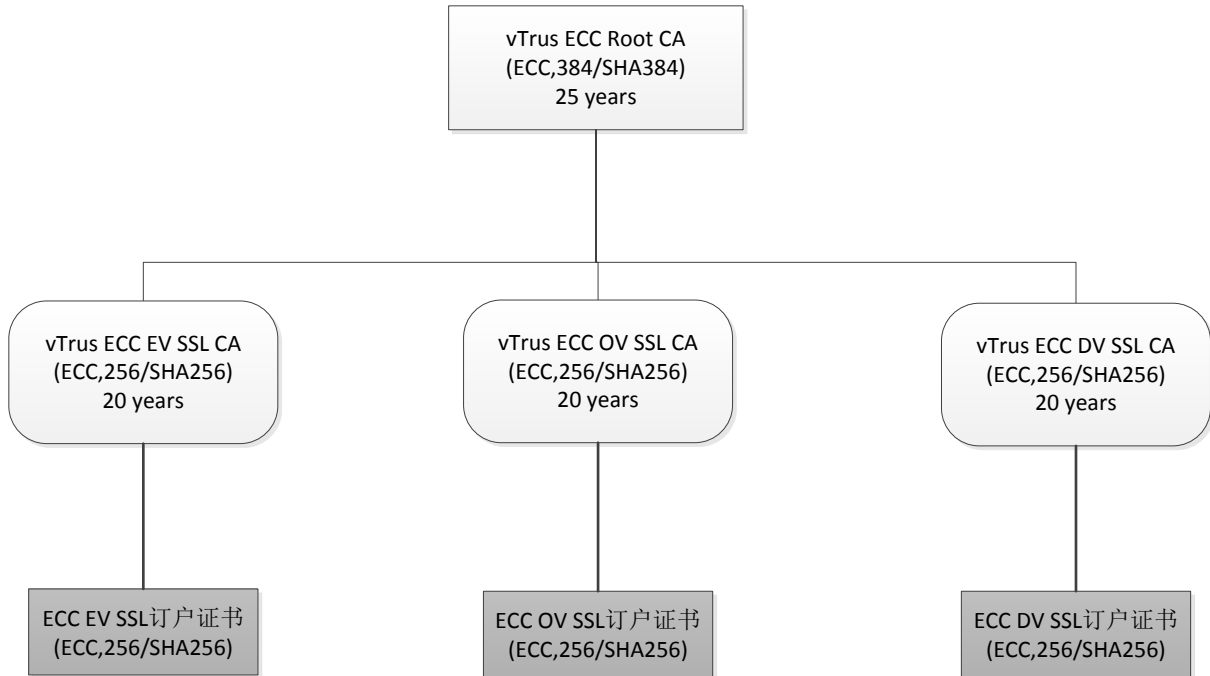 vTrus ECC Root CA
(ECC,384/SHA384)
25 years
vTrus ECC EV SSL CA
(ECC,256/SHA256)
20 years
vTrus ECC OV SSL CA
(ECC,256/SHA256)
20 years
vTrus ECC DV SSL CA
(ECC,256/SHA256)
20 years
ECC EV SSL订户证书
(ECC,256/SHA256)
ECC OV SSL订户证书
(ECC,256/SHA256)
ECC DV SSL订户证书
(ECC,256/SHA256)